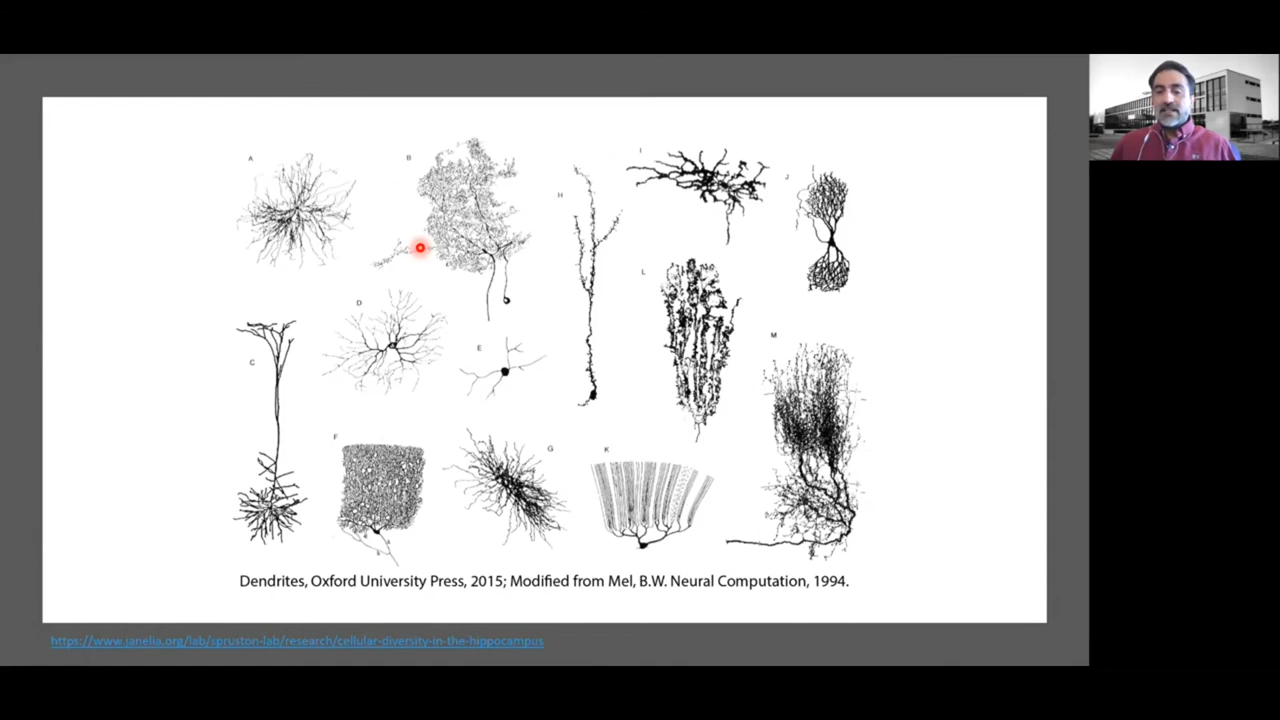 A
B
H
I
J
L
D
E
C
M
F
G
K
Dendrites, Oxford University Press, 2015; Modified from Mel, B.W. Neural Computation, 1994.
https://www.janelia.org/lab/spruston-lab/research/cellular-diversity-in-the-hippocampus